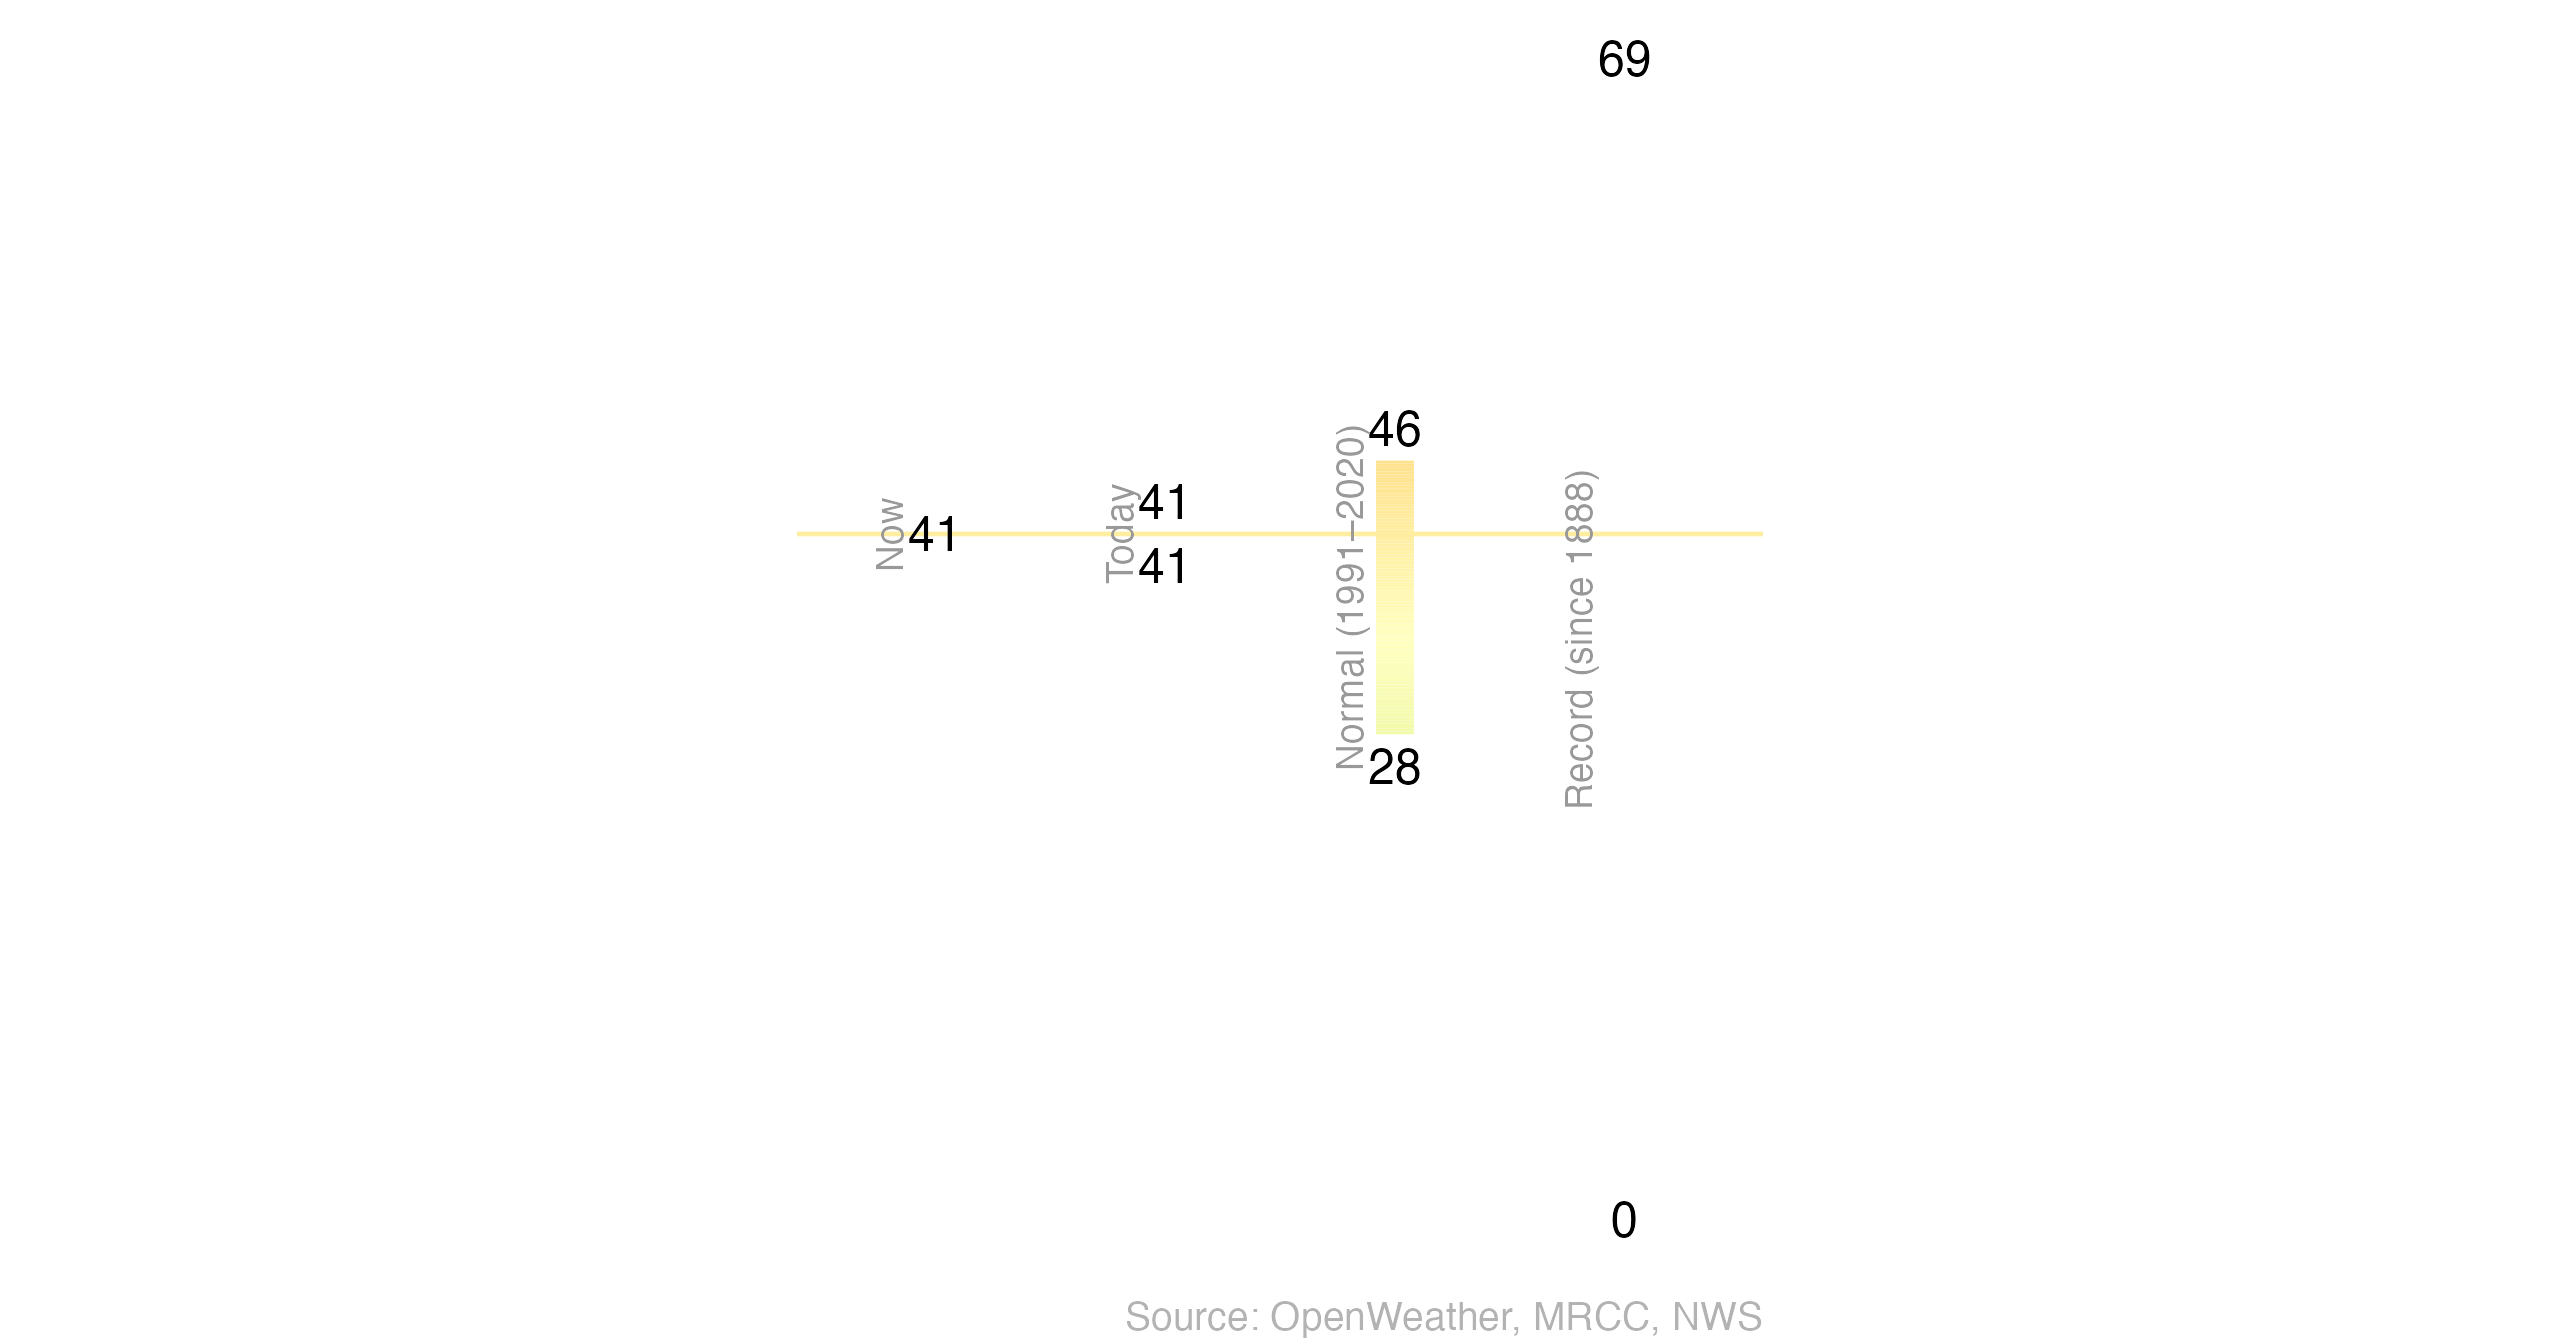 69
46
Now
41
Today
41
41
Normal (1991–2020)
28
Record (since 1888)
0
Source: OpenWeather, MRCC, NWS